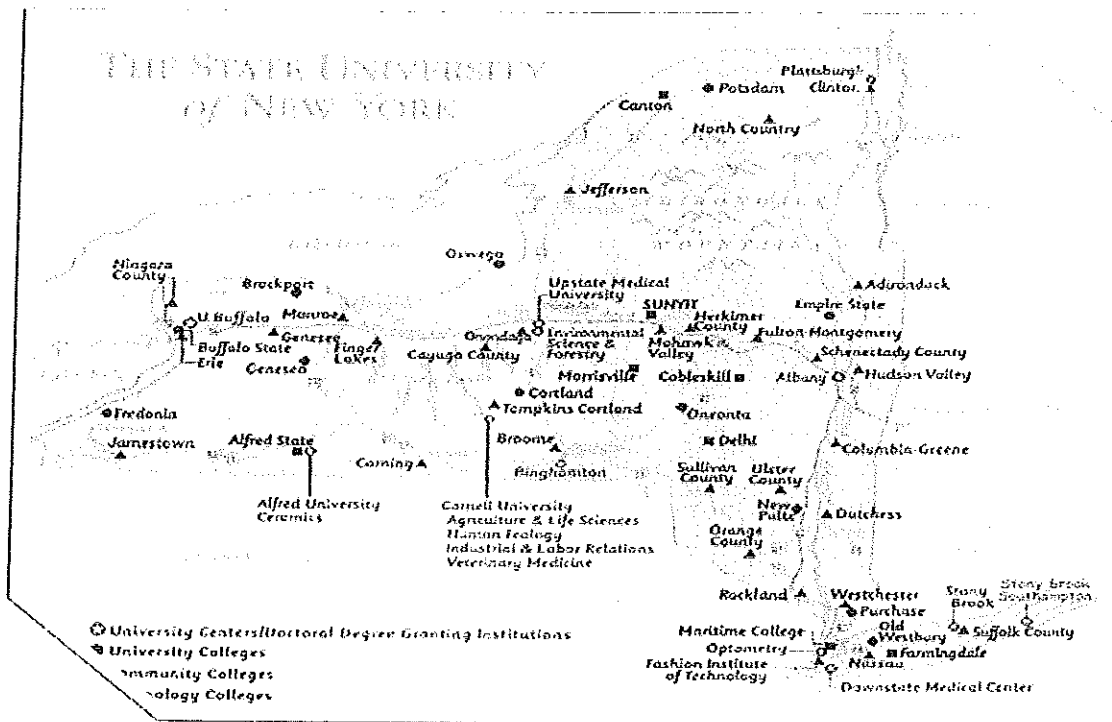 THE STATE UNIVERSITY
of NEW YORK
Plattsburgh
Clinton
Potsdam
Canton
North Country
Jefferson
Oswego
Niagara
County
Brockport
Monroe
U. Buffalo
Genesee
Buffalo State
Erie
Geneseo
Finger
Lakes
Cayuga County
Onondaga
Upstate Medical
University
Environmental
Science &
Forestry
SUNYIT
Herkimer
County
Mohawk
Valley
Adirondack
Empire State
Fulton-Montgomery
Schenectady County
Albany
Hudson Valley
Morrisville
Cobleskill
Cortland
Tompkins Cortland
Oneonta
Fredonia
Jamestown
Alfred State
Corning
Broome
Binghamton
Delhi
Columbia-Greene
Sullivan
County
Ulster
County
Alfred University
Ceramics
Cornell University
Agriculture & Life Sciences
Human Ecology
Industrial & Labor Relations
Veterinary Medicine
New
Paltz
Dutchess
Orange
County
Rockland
Westchester
Purchase
Stony
Brook
Stony Brook
Southampton
Maritime College
Old
Westbury
Suffolk County
Optometry
Fashion Institute
of Technology
Nassau
Farmingdale
Downstate Medical Center
University Centers/Doctoral Degree Granting Institutions
University Colleges
ommunity Colleges
nology Colleges